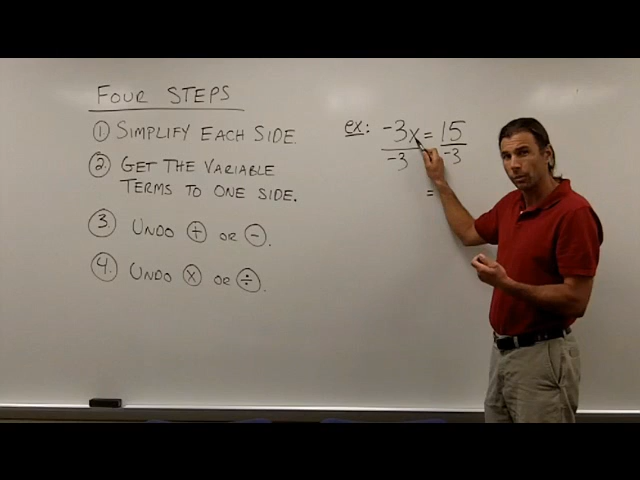 FOUR STEPS
① SIMPLIFY EACH SIDE.
② GET THE VARIABLE
TERMS TO ONE SIDE.
③ UNDO ⊕ OR ⊖.
④ UNDO ⓧ OR ➗.
ex: -3x = 15
-3 -3
=